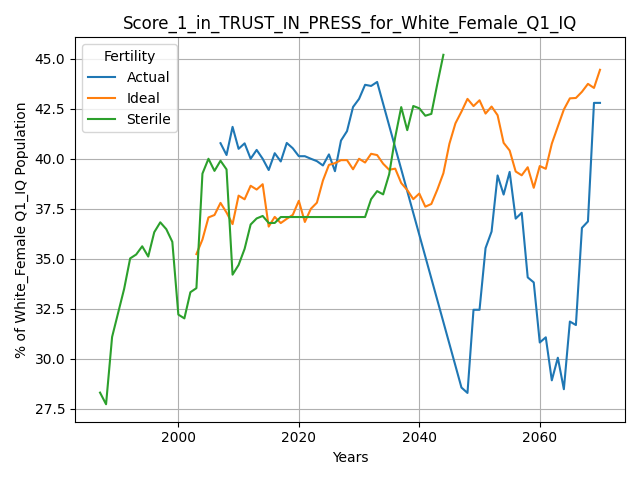 Score_1_in_TRUST_IN_PRESS_for_White_Female_Q1_IQ
Fertility
Actual
Ideal
Sterile
% of White_Female Q1_IQ Population
45.0
42.5
40.0
37.5
35.0
32.5
30.0
27.5
2000
2020
2040
2060
Years